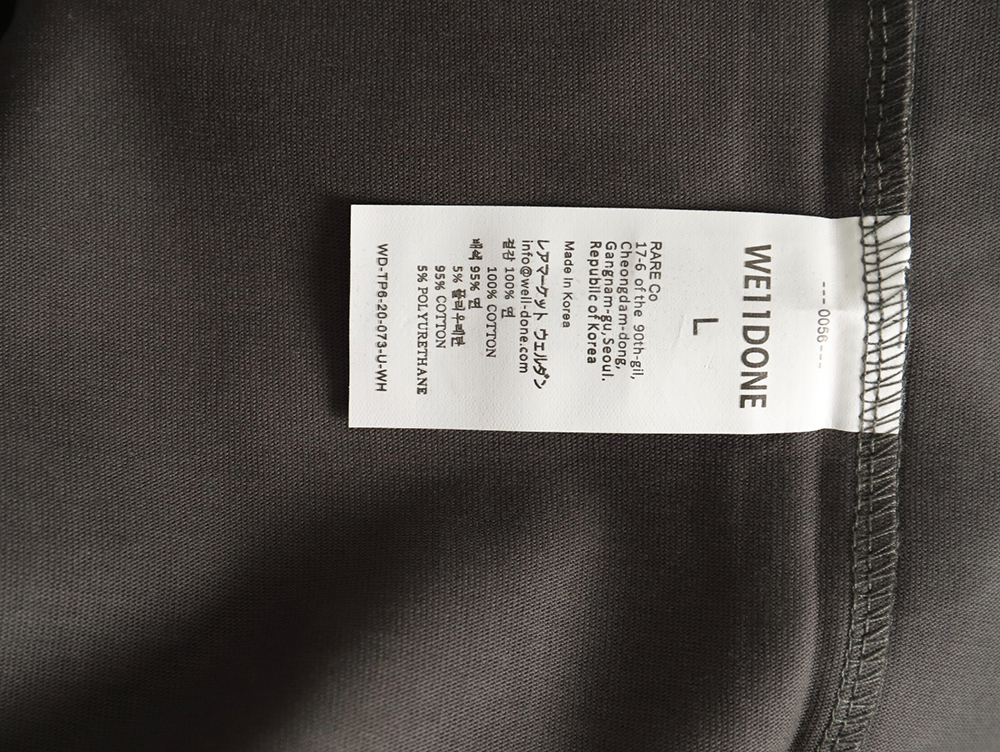 ---0056---
WE11DONE
L
RARE Co
17-6 of the 90th-gil,
Cheongdam-dong,
Gangnam-gu,Seoul.
Republic of Korea
Made in Korea
レアマーケット ウェルダン
info@well-done.com
겉감 100% 면
100% COTTON
배색 95% 면
5% 폴리우레탄
95% COTTON
5% POLYURETHANE
WD-TP6-20-073-U-WH